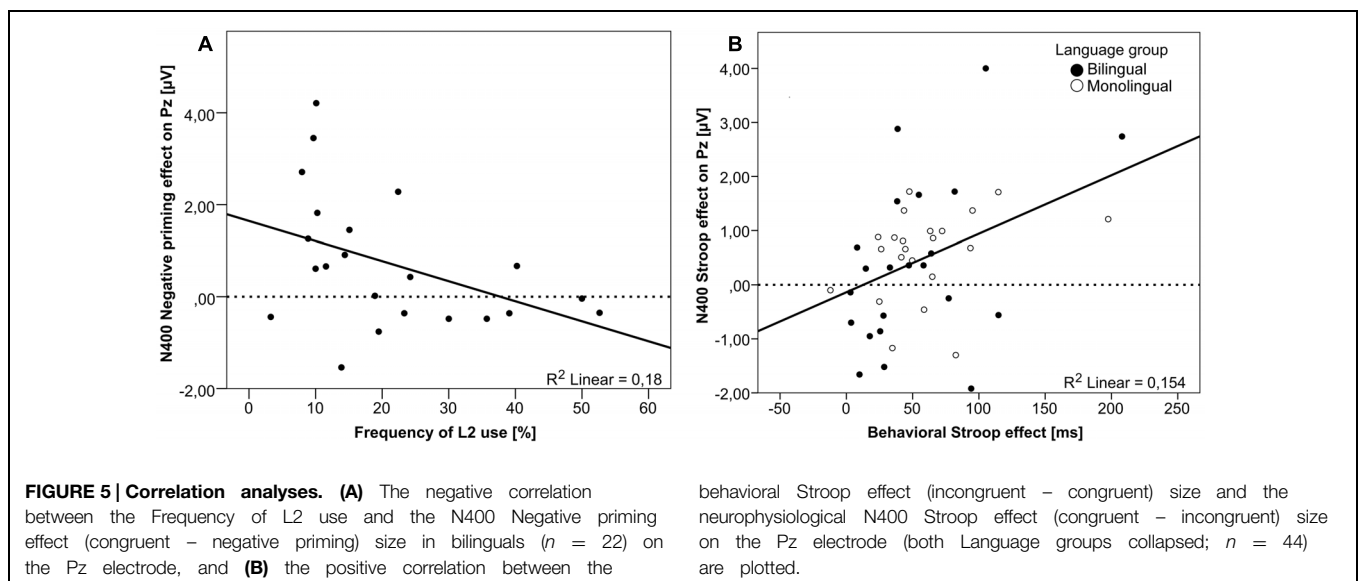 A
N400 Negative priming effect on Pz [µV]
4,00
2,00
,00
-2,00
R2 Linear = 0,18
0 10 20 30 40 50 60
Frequency of L2 use [%]
B
Language group
Bilingual
Monolingual
N400 Stroop effect on Pz [µV]
4,00
3,00
2,00
1,00
,00
-1,00
-2,00
R2 Linear = 0,154
-50 0 50 100 150 200 250
Behavioral Stroop effect [ms]
FIGURE 5 | Correlation analyses. (A) The negative correlation
between the Frequency of L2 use and the N400 Negative priming
effect (congruent – negative priming) size in bilinguals (n = 22) on
the Pz electrode, and (B) the positive correlation between the
behavioral Stroop effect (incongruent – congruent) size and the
neurophysiological N400 Stroop effect (congruent – incongruent) size
on the Pz electrode (both Language groups collapsed; n = 44)
are plotted.